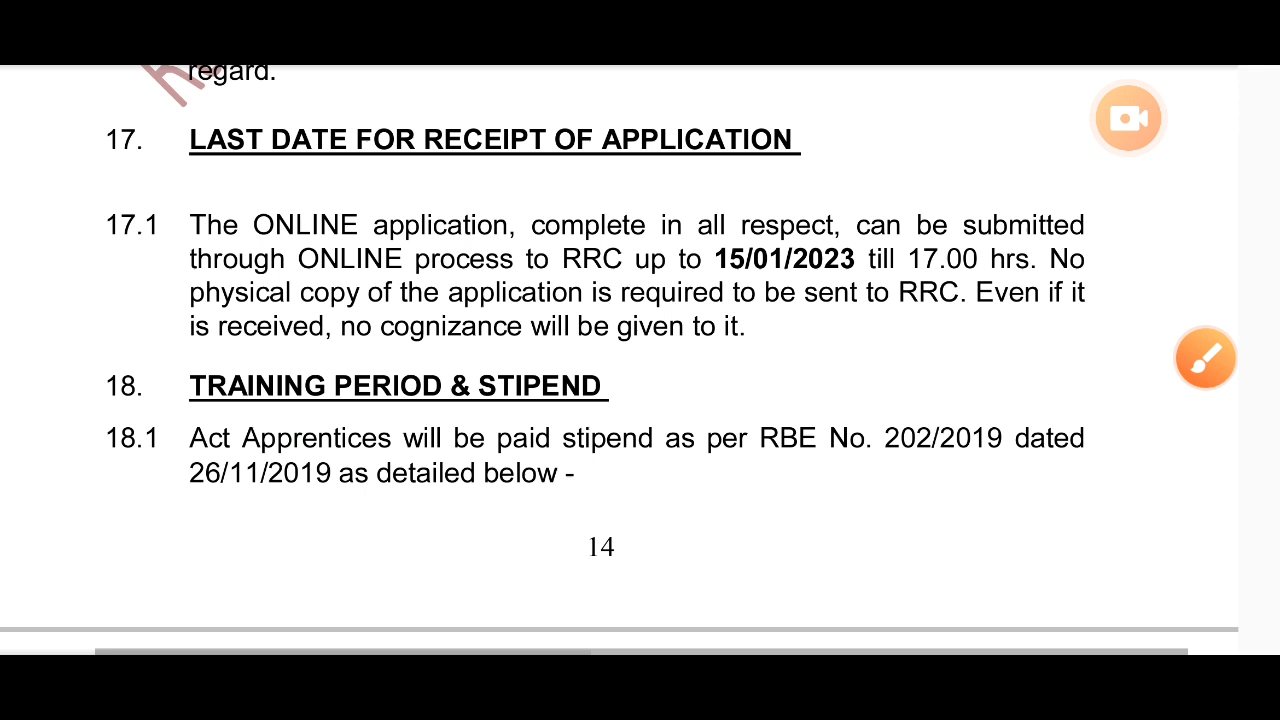 regard.
17. LAST DATE FOR RECEIPT OF APPLICATION
17.1 The ONLINE application, complete in all respect, can be submitted
through ONLINE process to RRC up to 15/01/2023 till 17.00 hrs. No
physical copy of the application is required to be sent to RRC. Even if it
is received, no cognizance will be given to it.
18. TRAINING PERIOD & STIPEND
18.1 Act Apprentices will be paid stipend as per RBE No. 202/2019 dated
26/11/2019 as detailed below -
14